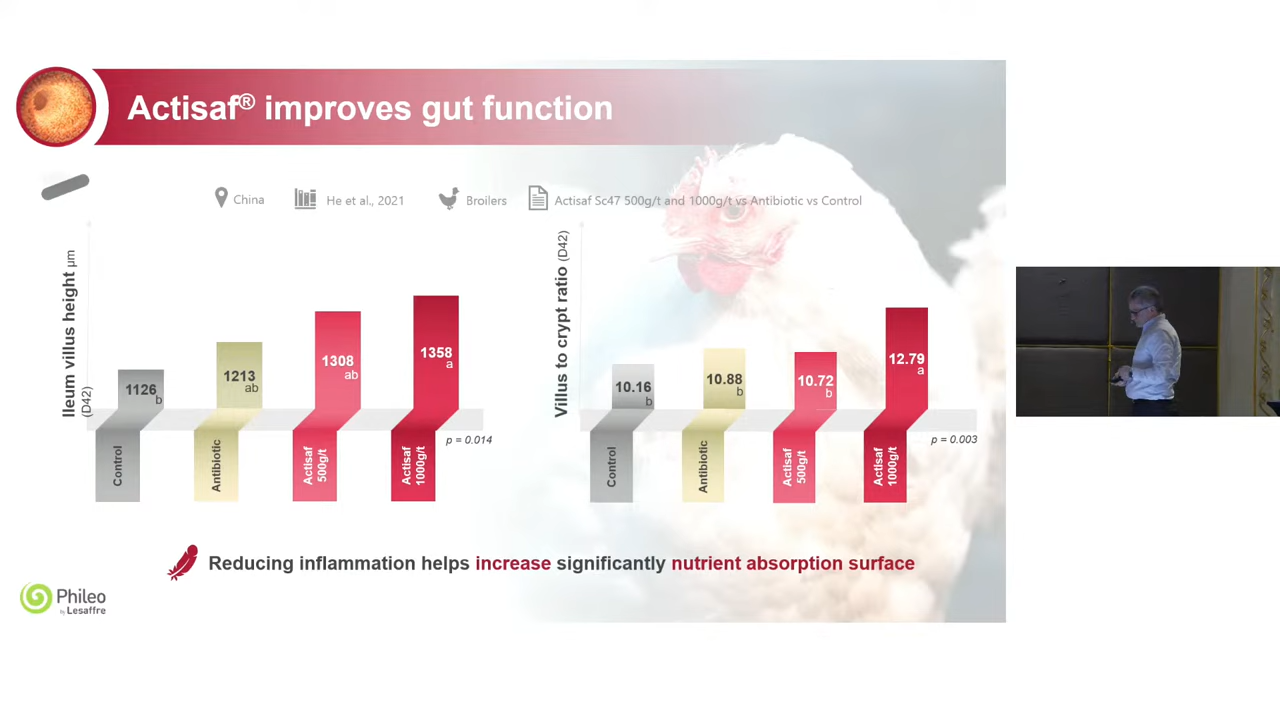 Actisaf® improves gut function
China
He et al., 2021
Broilers
Actisaf Sc47 500g/t and 1000g/t vs Antibiotic vs Control
Ileum villus height µm
(D42)
1126
b
1213
ab
1308
ab
1358
a
Control
Antibiotic
Actisaf
500g/t
Actisaf
1000g/t
p = 0.014
Villus to crypt ratio (D42)
10.16
b
10.88
b
10.72
b
12.79
a
Control
Antibiotic
Actisaf
500g/t
Actisaf
1000g/t
p = 0.003
Reducing inflammation helps increase significantly nutrient absorption surface
Phileo
by Lesaffre